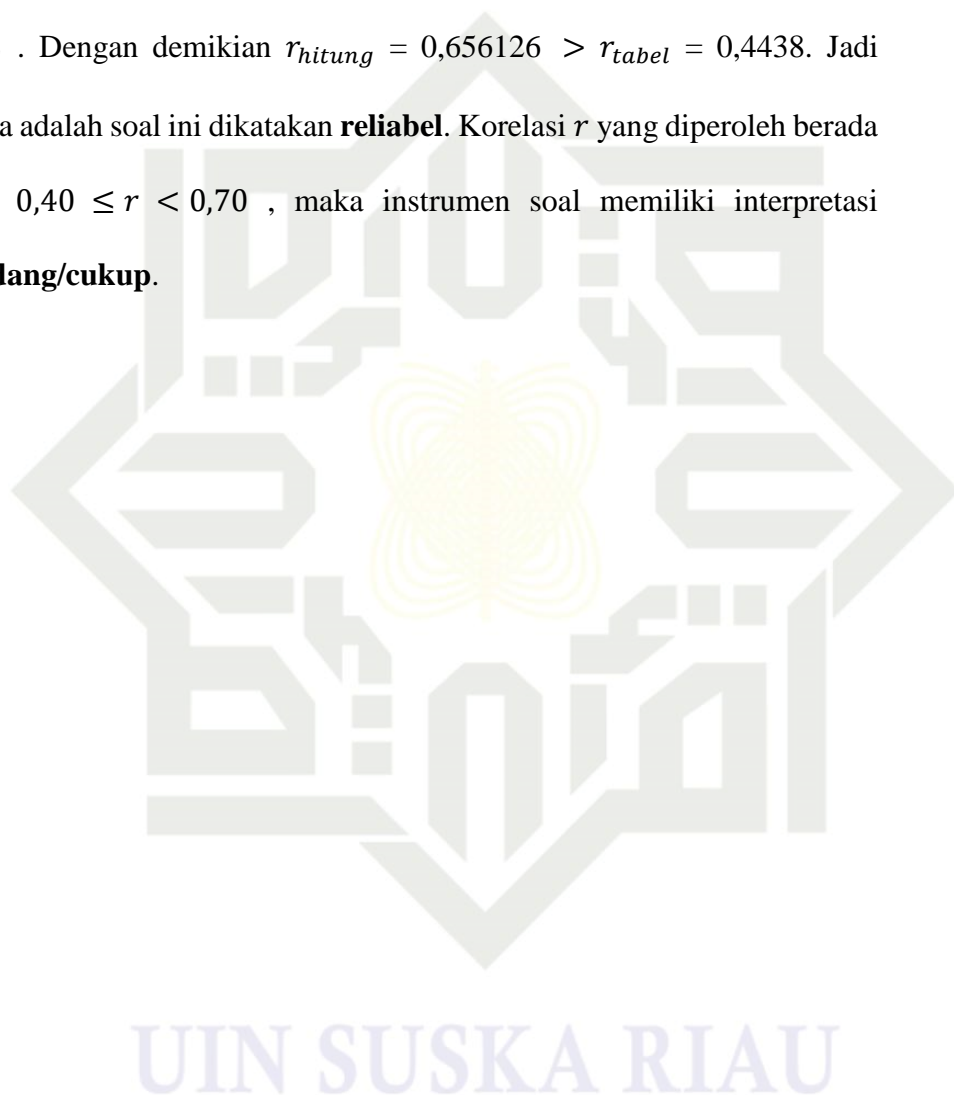 . Dengan demikian r_hitung = 0,656126 > r_tabel = 0,4438. Jadi
adalah soal ini dikatakan reliabel. Korelasi r yang diperoleh berada
0,40 ≤ r < 0,70 , maka instrumen soal memiliki interpretasi
dang/cukup.
UIN SUSKA RIAU